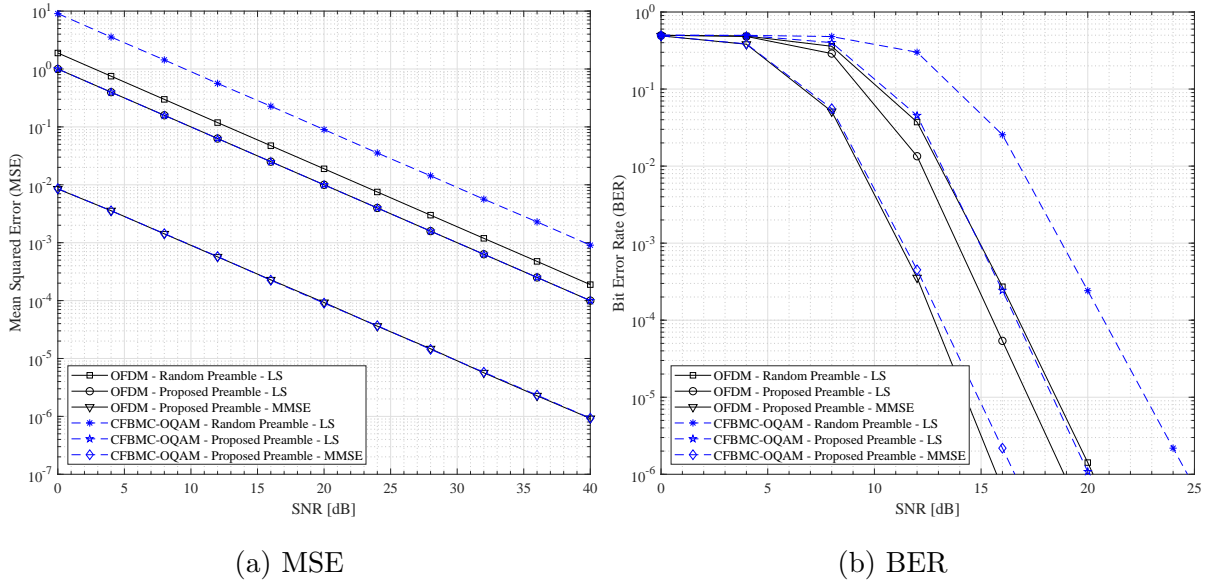 10^1
10^0
10^-1
10^-2
10^-3
10^-4
10^-5
10^-6
10^-7
Mean Squared Error (MSE)
OFDM - Random Preamble - LS
OFDM - Proposed Preamble - LS
OFDM - Proposed Preamble - MMSE
CFBMC-OQAM - Random Preamble - LS
CFBMC-OQAM - Proposed Preamble - LS
CFBMC-OQAM - Proposed Preamble - MMSE
0 5 10 15 20 25 30 35 40
SNR [dB]
(a) MSE
10^0
10^-1
10^-2
10^-3
10^-4
10^-5
10^-6
Bit Error Rate (BER)
OFDM - Random Preamble - LS
OFDM - Proposed Preamble - LS
OFDM - Proposed Preamble - MMSE
CFBMC-OQAM - Random Preamble - LS
CFBMC-OQAM - Proposed Preamble - LS
CFBMC-OQAM - Proposed Preamble - MMSE
0 5 10 15 20 25
SNR [dB]
(b) BER